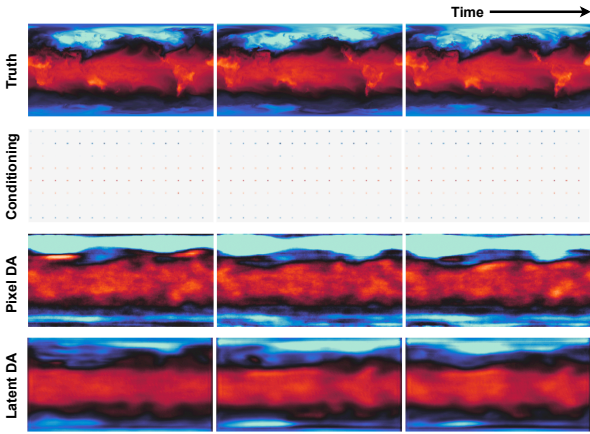 Time
Truth
Conditioning
Pixel DA
Latent DA